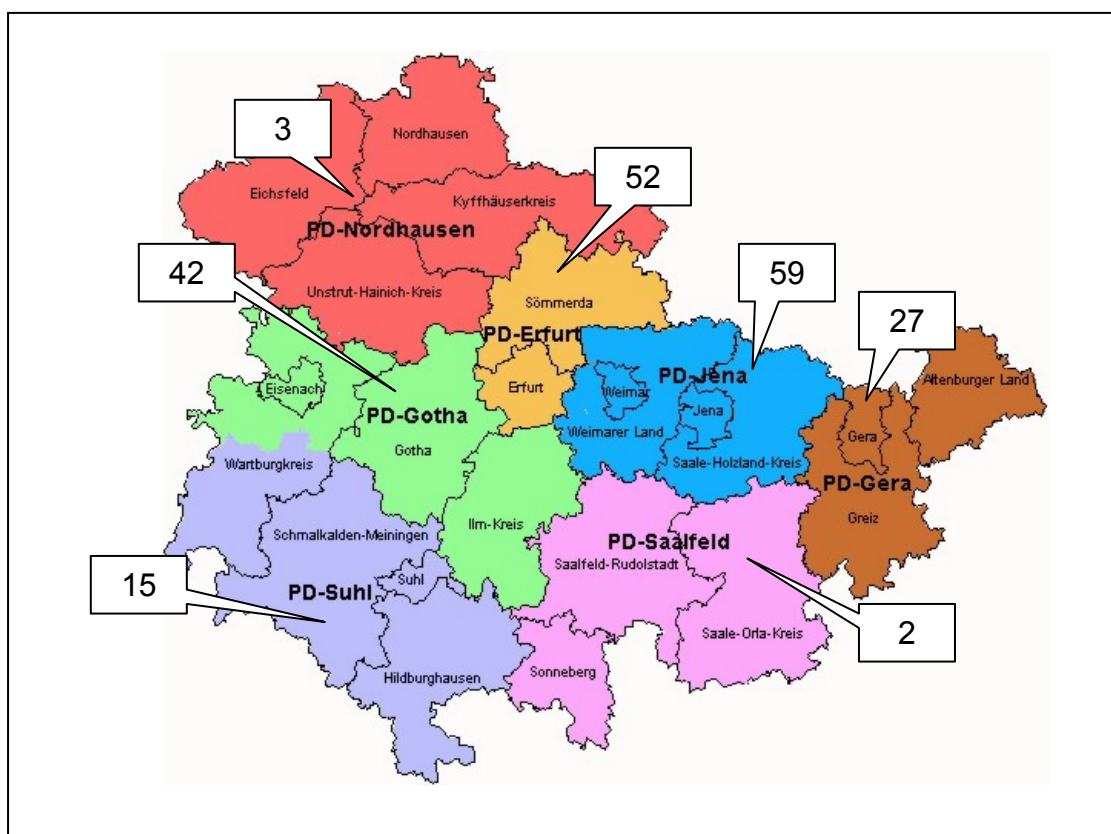 3
Nordhausen
52
Eichsfeld
Kyffhäuserkreis
PD-Nordhausen
42
59
Unstrut-Hainich-Kreis
Sömmerda
27
PD-Erfurt
Altenburger Land
Eisenach
Erfurt
PD-Jena
Weimar
PD-Gotha
Jena
Weimarer Land
Gera
Gotha
Wartburgkreis
Saale-Holzland-Kreis
PD-Gera
Greiz
Ilm-Kreis
Schmalkalden-Meiningen
PD-Saalfeld
Saalfeld-Rudolstadt
15
Suhl
PD-Suhl
2
Saale-Orla-Kreis
Sonneberg
Hildburghausen